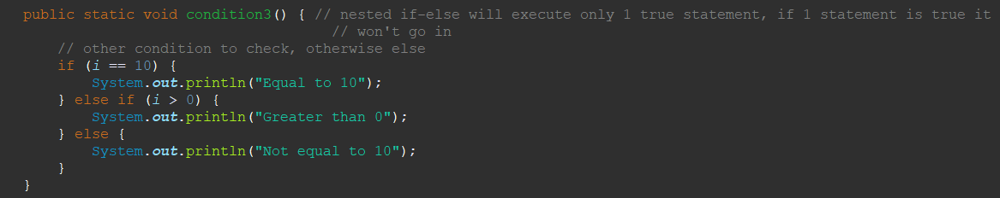 public static void condition3() { // nested if-else will execute only 1 true statement, if 1 statement is true it
// won't go in
// other condition to check, otherwise else
if (i == 10) {
System.out.println("Equal to 10");
} else if (i > 0) {
System.out.println("Greater than 0");
} else {
System.out.println("Not equal to 10");
}
}